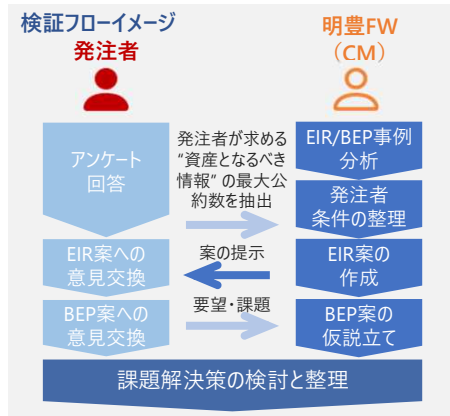 検証フローイメージ
発注者
明豊FW
（CM）
アンケート
回答
発注者が求める
“資産となるべき
情報” の最大公
約数を抽出
EIR/BEP事例
分析
発注者
条件の整理
EIR案への
意見交換
案の提示
EIR案の
作成
BEP案への
意見交換
要望・課題
BEP案の
仮説立て
課題解決策の検討と整理